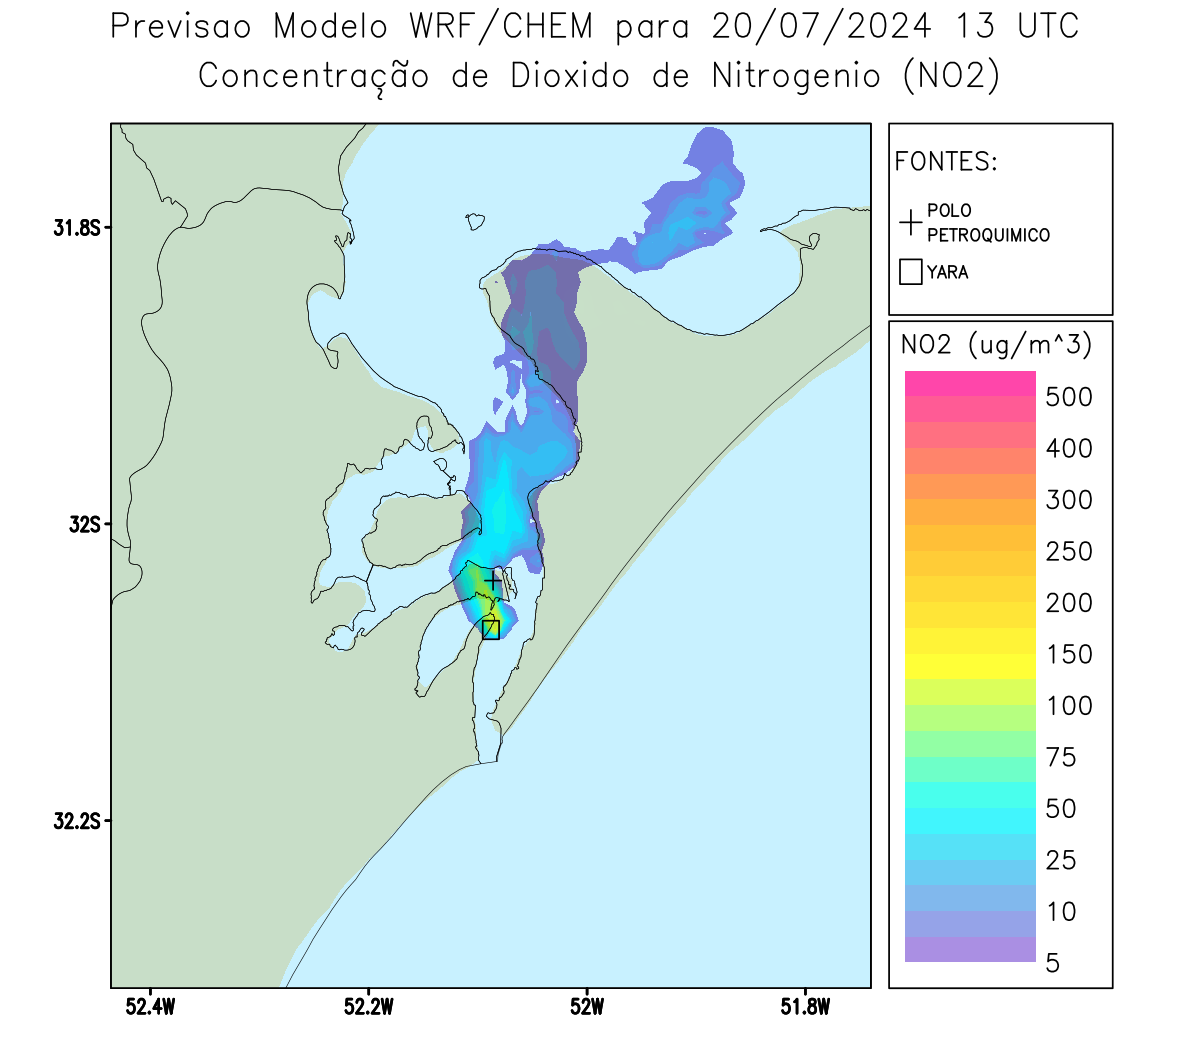 Previsao Modelo WRF/CHEM para 20/07/2024 13 UTC
Concentração de Dioxido de Nitrogenio (NO2)
FONTES:
POLO
PETROQUIMICO
YARA
31.8S
32S
32.2S
52.4W
52.2W
52W
51.8W
NO2 (ug/m^3)
500
400
300
250
200
150
100
75
50
25
10
5